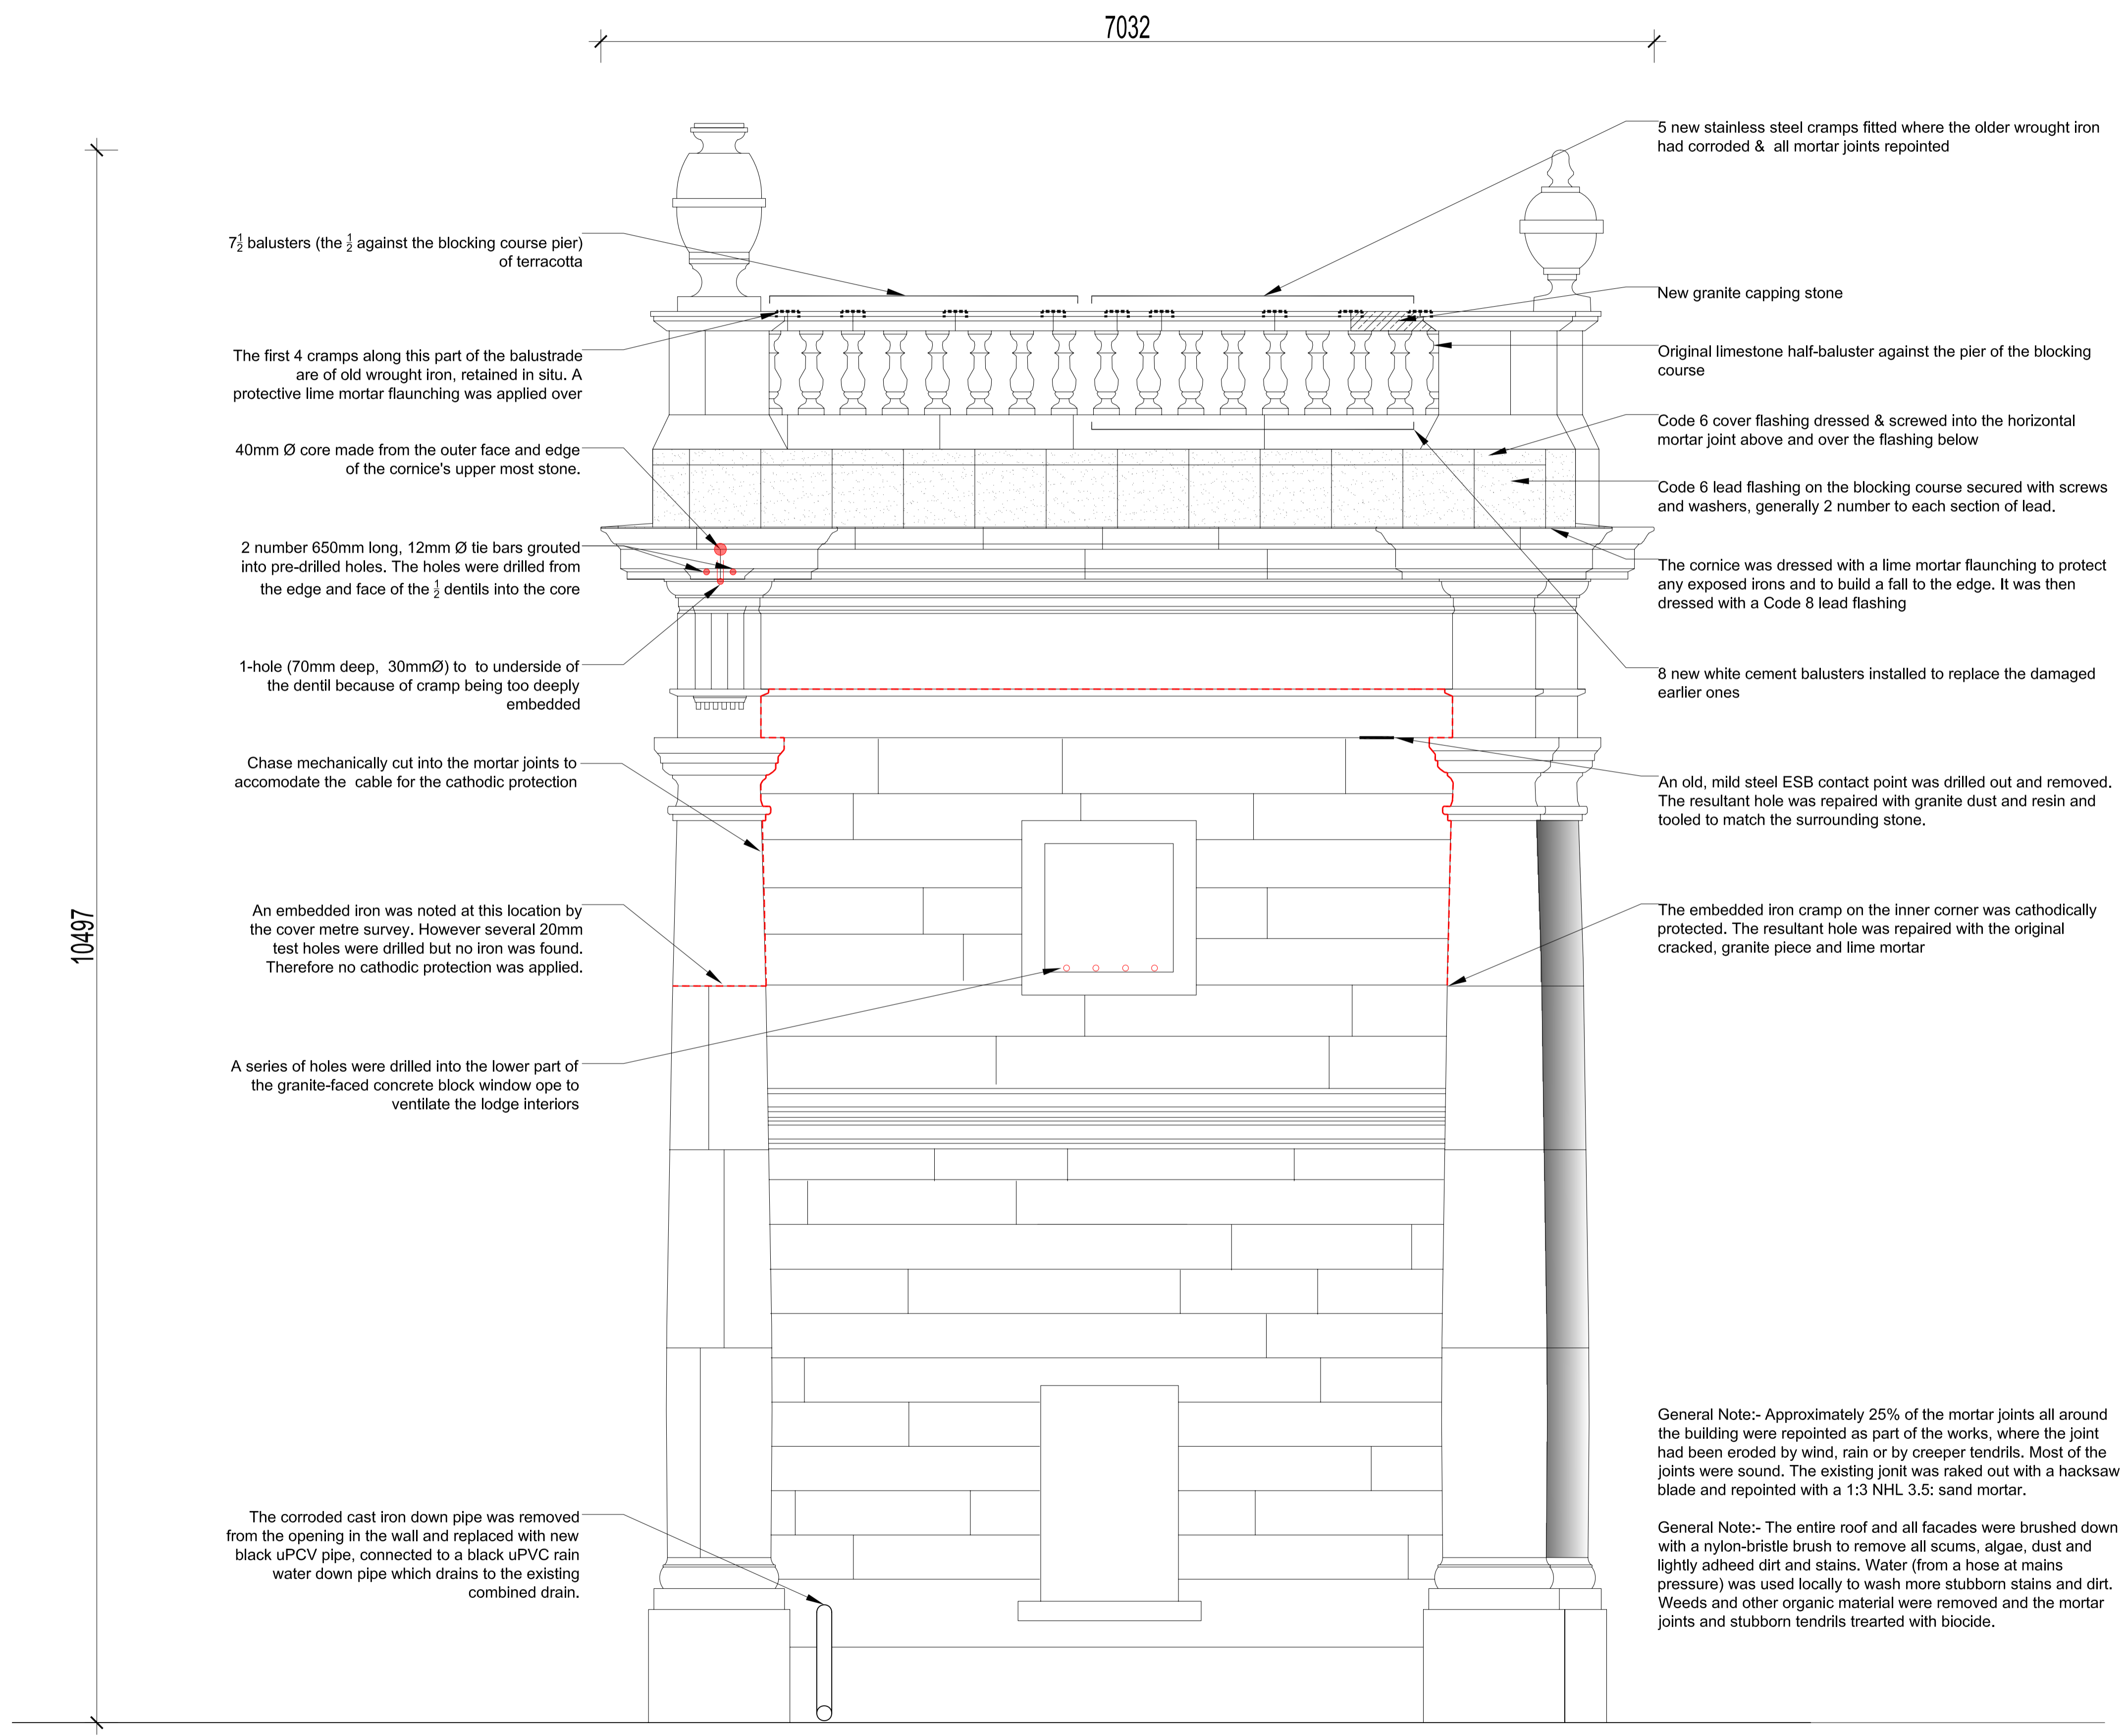 7032
10497
7½ balusters (the ½ against the blocking course pier)
of terracotta
The first 4 cramps along this part of the balustrade
are of old wrought iron, retained in situ. A
protective lime mortar flaunching was applied over
40mm Ø core made from the outer face and edge
of the cornice's upper most stone.
2 number 650mm long, 12mm Ø tie bars grouted
into pre-drilled holes. The holes were drilled from
the edge and face of the ½ dentils into the core
1-hole (70mm deep, 30mmØ) to to underside of
the dentil because of cramp being too deeply
embedded
Chase mechanically cut into the mortar joints to
accomodate the cable for the cathodic protection
An embedded iron was noted at this location by
the cover metre survey. However several 20mm
test holes were drilled but no iron was found.
Therefore no cathodic protection was applied.
A series of holes were drilled into the lower part of
the granite-faced concrete block window ope to
ventilate the lodge interiors
The corroded cast iron down pipe was removed
from the opening in the wall and replaced with new
black uPCV pipe, connected to a black uPVC rain
water down pipe which drains to the existing
combined drain.
5 new stainless steel cramps fitted where the older wrought iron
had corroded & all mortar joints repointed
New granite capping stone
Original limestone half-baluster against the pier of the blocking
course
Code 6 cover flashing dressed & screwed into the horizontal
mortar joint above and over the flashing below
Code 6 lead flashing on the blocking course secured with screws
and washers, generally 2 number to each section of lead.
The cornice was dressed with a lime mortar flaunching to protect
any exposed irons and to build a fall to the edge. It was then
dressed with a Code 8 lead flashing
8 new white cement balusters installed to replace the damaged
earlier ones
An old, mild steel ESB contact point was drilled out and removed.
The resultant hole was repaired with granite dust and resin and
tooled to match the surrounding stone.
The embedded iron cramp on the inner corner was cathodically
protected. The resultant hole was repaired with the original
cracked, granite piece and lime mortar
General Note:- Approximately 25% of the mortar joints all around
the building were repointed as part of the works, where the joint
had been eroded by wind, rain or by creeper tendrils. Most of the
joints were sound. The existing jonit was raked out with a hacksaw
blade and repointed with a 1:3 NHL 3.5: sand mortar.
General Note:- The entire roof and all facades were brushed down
with a nylon-bristle brush to remove all scums, algae, dust and
lightly adheed dirt and stains. Water (from a hose at mains
pressure) was used locally to wash more stubborn stains and dirt.
Weeds and other organic material were removed and the mortar
joints and stubborn tendrils trearted with biocide.